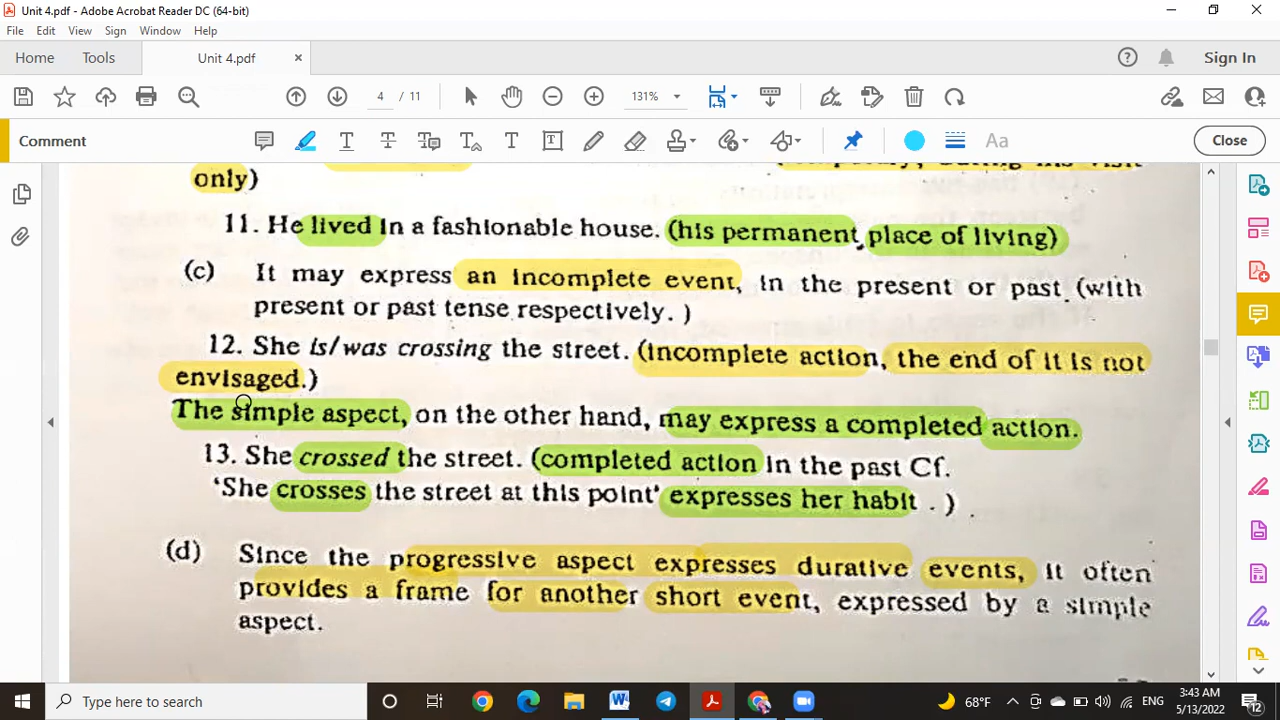 Unit 4.pdf - Adobe Acrobat Reader DC (64-bit)
File Edit View Sign Window Help
Home Tools Unit 4.pdf × Sign In
4 / 11 131%
Comment Close
only)
11. He lived in a fashionable house. (his permanent place of living)
(c) It may express an incomplete event, in the present or past (with
present or past tense respectively. )
12. She is/was crossing the street. (incomplete action, the end of it is not
envisaged.)
The simple aspect, on the other hand, may express a completed action.
13. She crossed the street. (completed action in the past Cf.
'She crosses the street at this point' expresses her habit . )
(d) Since the progressive aspect expresses durative events, it often
provides a frame for another short event, expressed by a simple
aspect.
Type here to search
68°F ENG
3:43 AM
5/13/2022
12